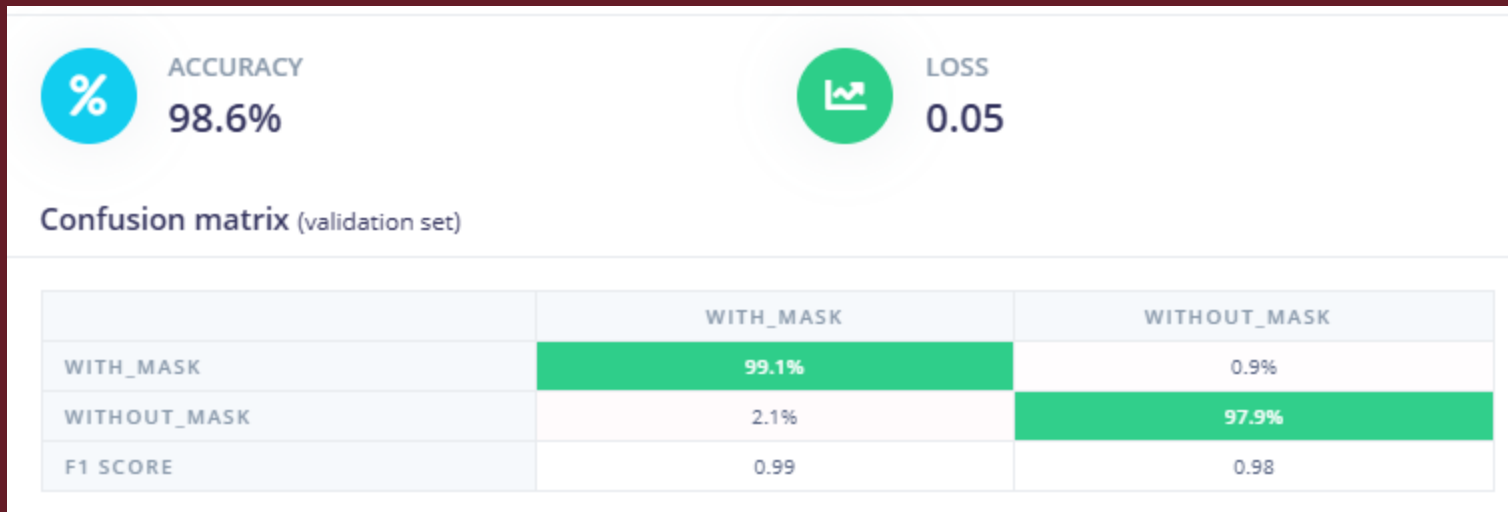 ACCURACY
98.6%
LOSS
0.05
Confusion matrix (validation set)
WITH_MASK WITHOUT_MASK
WITH_MASK 99.1% 0.9%
WITHOUT_MASK 2.1% 97.9%
F1 SCORE 0.99 0.98